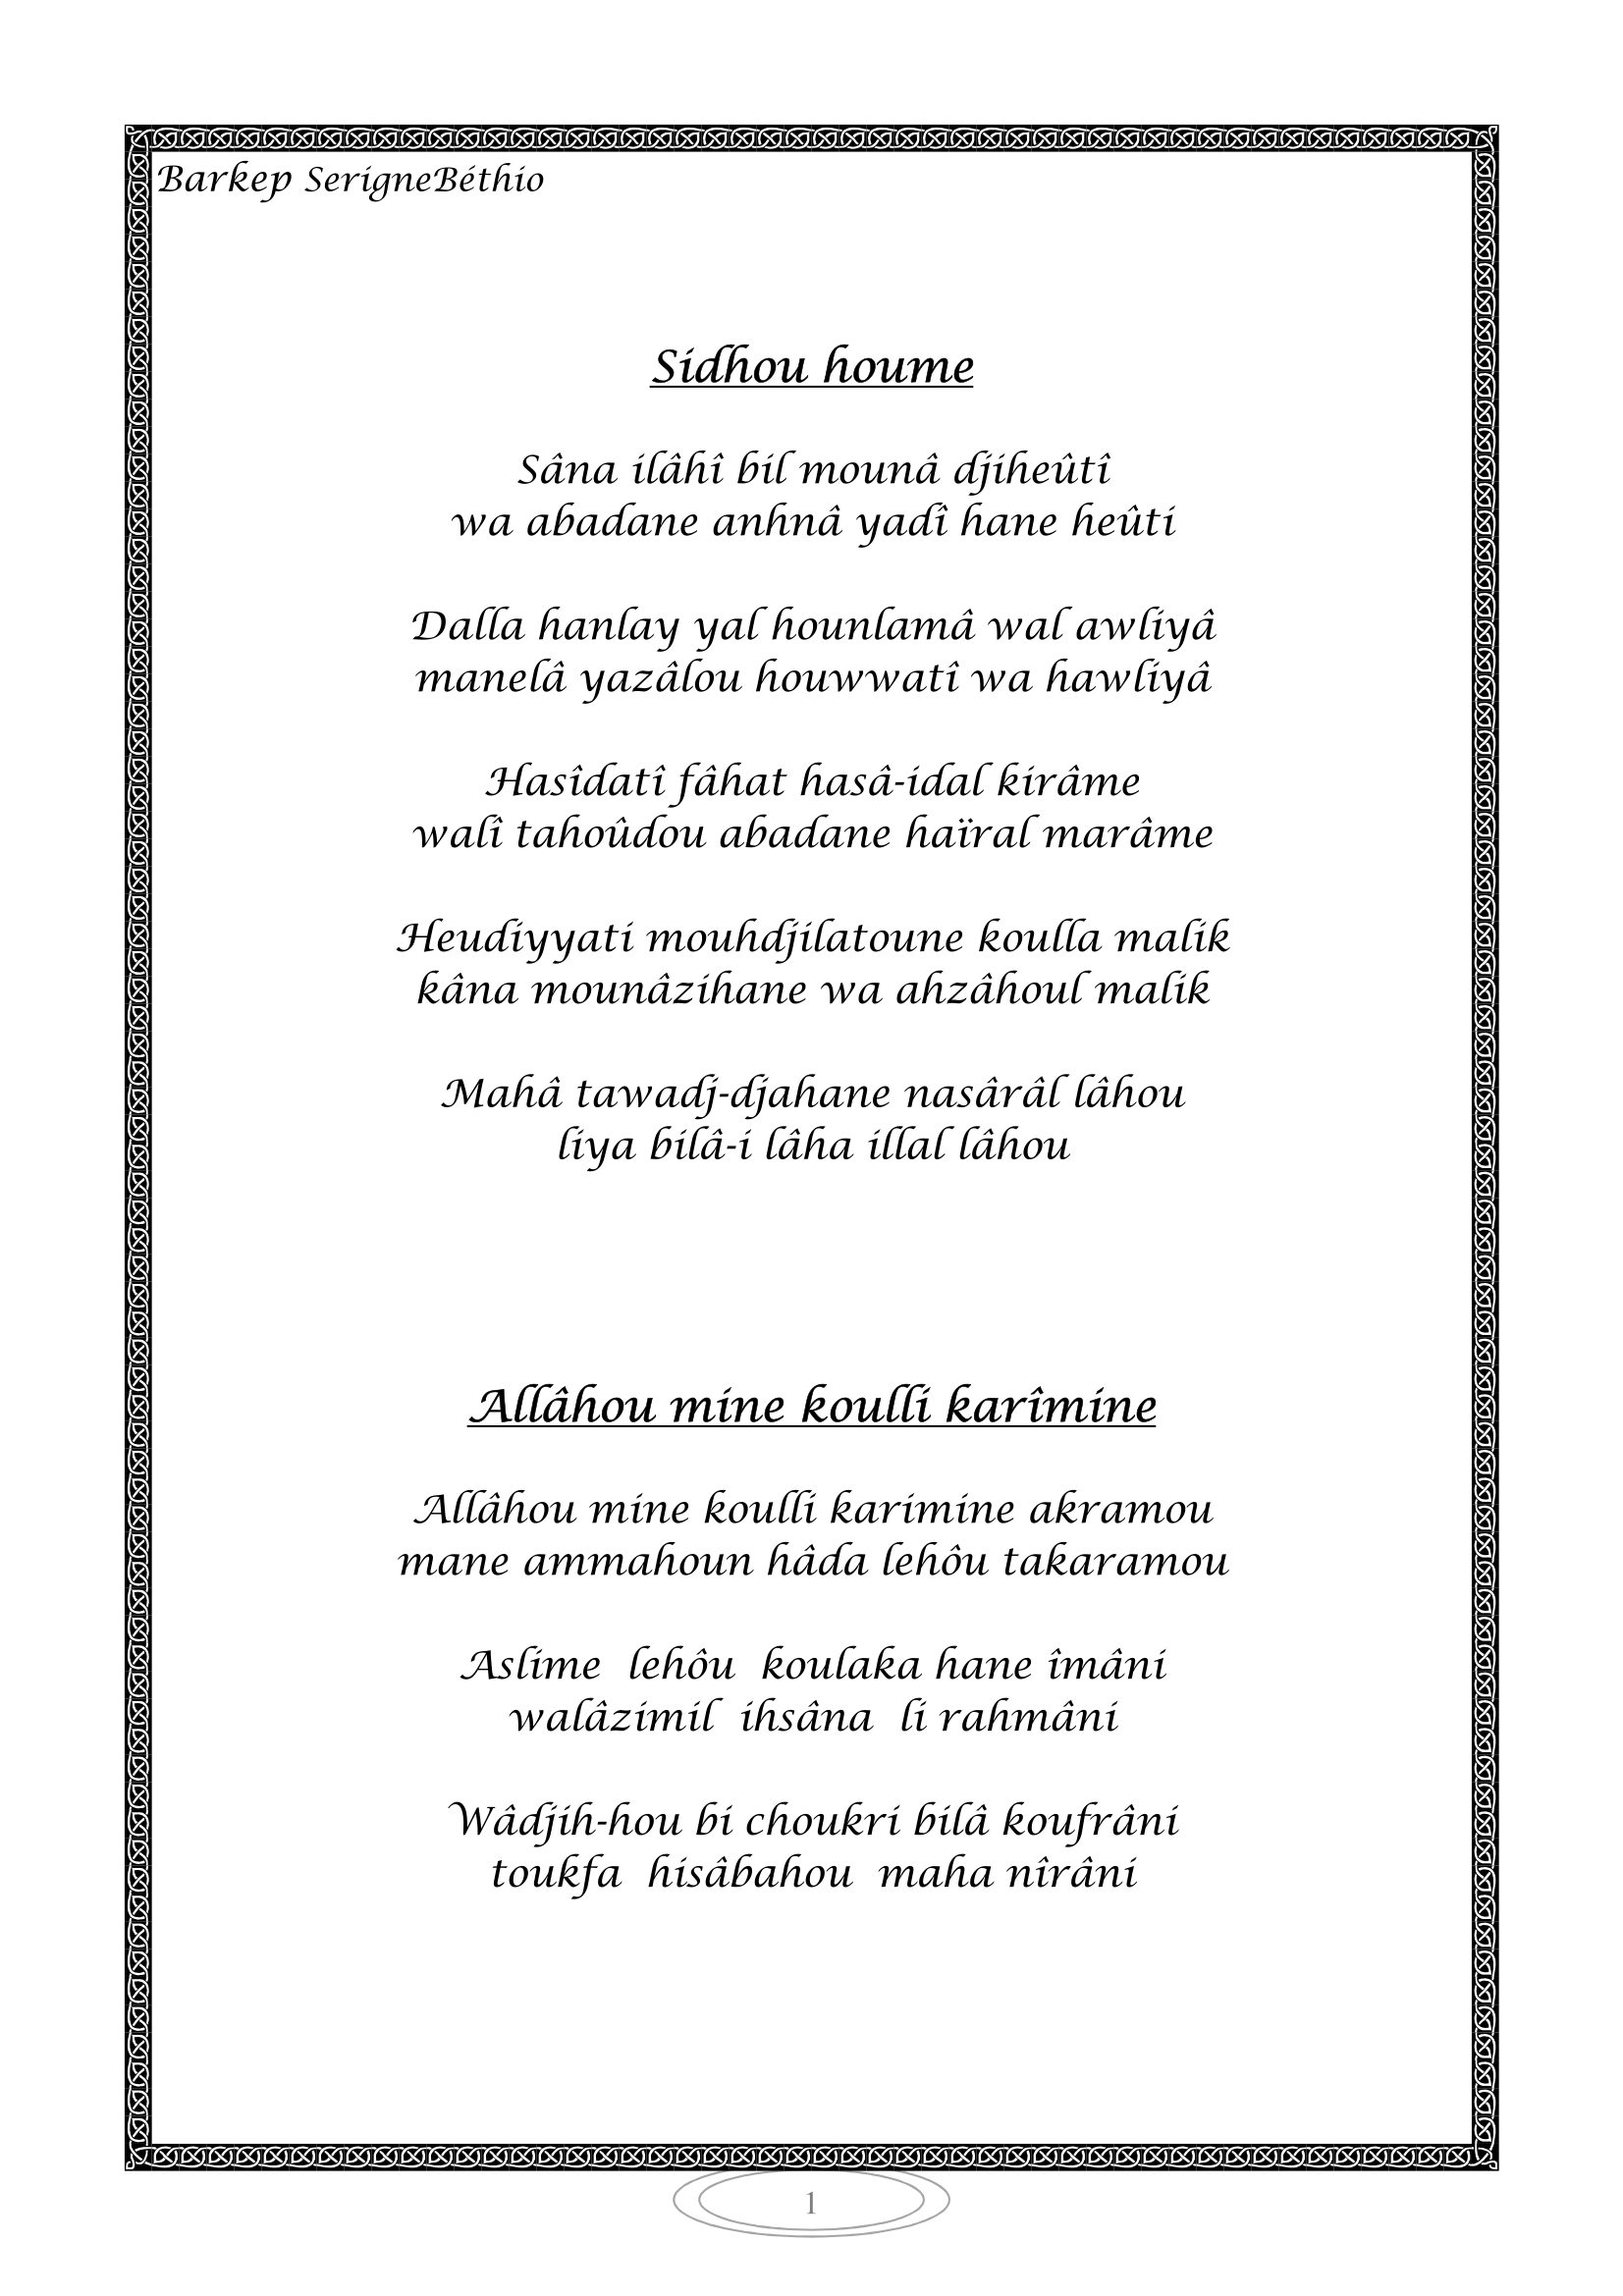 Barkep SerigneBéthio
Sidhou houme
Sâna ilâhî bil mounâ djiheûtî
wa abadane anhnâ yadî hane heûti
Dalla hanlay yal hounlamâ wal awliyâ
manelâ yazâlou houwwatî wa hawliyâ
Hasîdatî fâhat hasâ-idal kirâme
walî tahoûdou abadane haïral marâme
Heudiyyati mouhdjilatoune koulla malik
kâna mounâzihane wa ahzâhoul malik
Mahâ tawadj-djahane nasârâl lâhou
liya bilâ-i lâha illal lâhou
Allâhou mine koulli karîmine
Allâhou mine koulli karimine akramou
mane ammahoun hâda lehôu takaramou
Aslime lehôu koulaka hane îmâni
walâzimil ihsâna li rahmâni
Wâdjih-hou bi choukri bilâ koufrâni
toukfa hisâbahou maha nîrâni
1